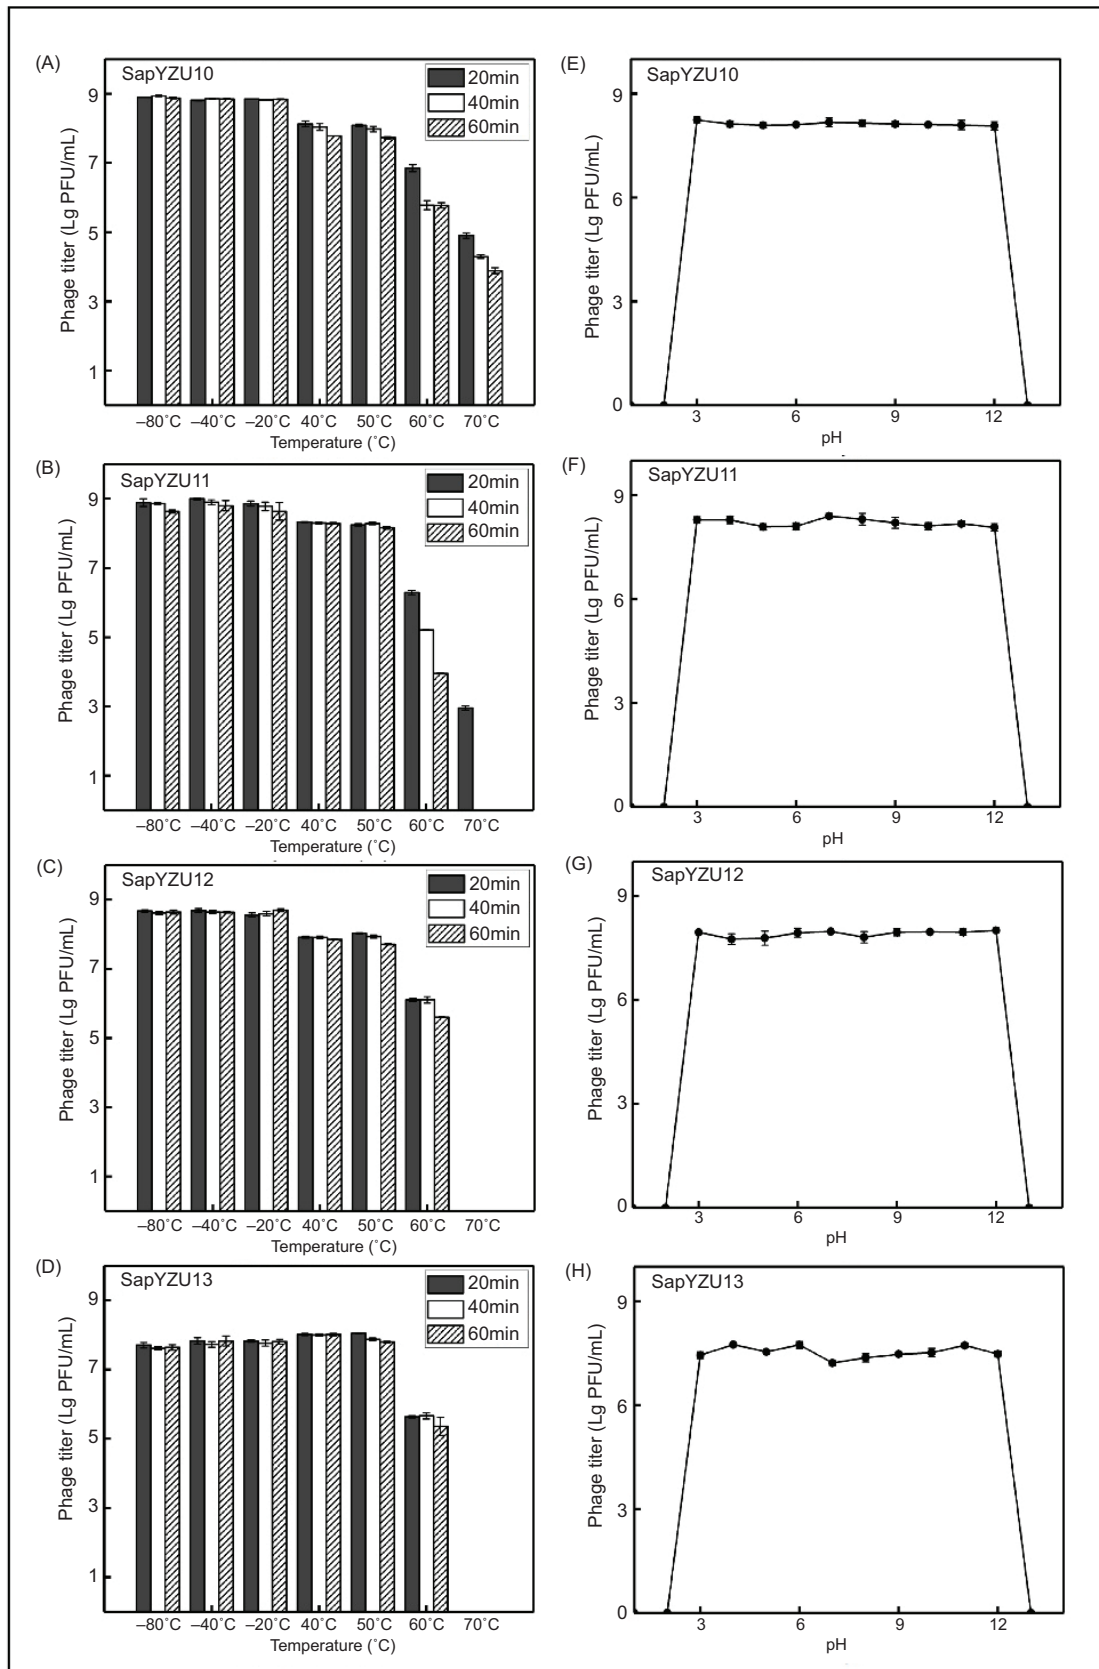 (A)
SapYZU10
20min
40min
60min
9
7
5
3
1
Phage titer (Lg PFU/mL)
–80˚C –40˚C –20˚C 40˚C 50˚C 60˚C 70˚C
Temperature (˚C)
(E)
SapYZU10
9
6
3
0
Phage titer (Lg PFU/mL)
3 6 9 12
pH
(B)
SapYZU11
20min
40min
60min
9
7
5
3
1
Phage titer (Lg PFU/mL)
–80˚C –40˚C –20˚C 40˚C 50˚C 60˚C 70˚C
Temperature (˚C)
(F)
SapYZU11
9
6
3
0
Phage titer (Lg PFU/mL)
3 6 9 12
pH
(C)
SapYZU12
20min
40min
60min
9
7
5
3
1
Phage titer (Lg PFU/mL)
–80˚C –40˚C –20˚C 40˚C 50˚C 60˚C 70˚C
Temperature (˚C)
(G)
SapYZU12
9
6
3
0
Phage titer (Lg PFU/mL)
3 6 9 12
pH
(D)
SapYZU13
20min
40min
60min
9
7
5
3
1
Phage titer (Lg PFU/mL)
–80˚C –40˚C –20˚C 40˚C 50˚C 60˚C 70˚C
Temperature (˚C)
(H)
SapYZU13
9
6
3
0
Phage titer (Lg PFU/mL)
3 6 9 12
pH